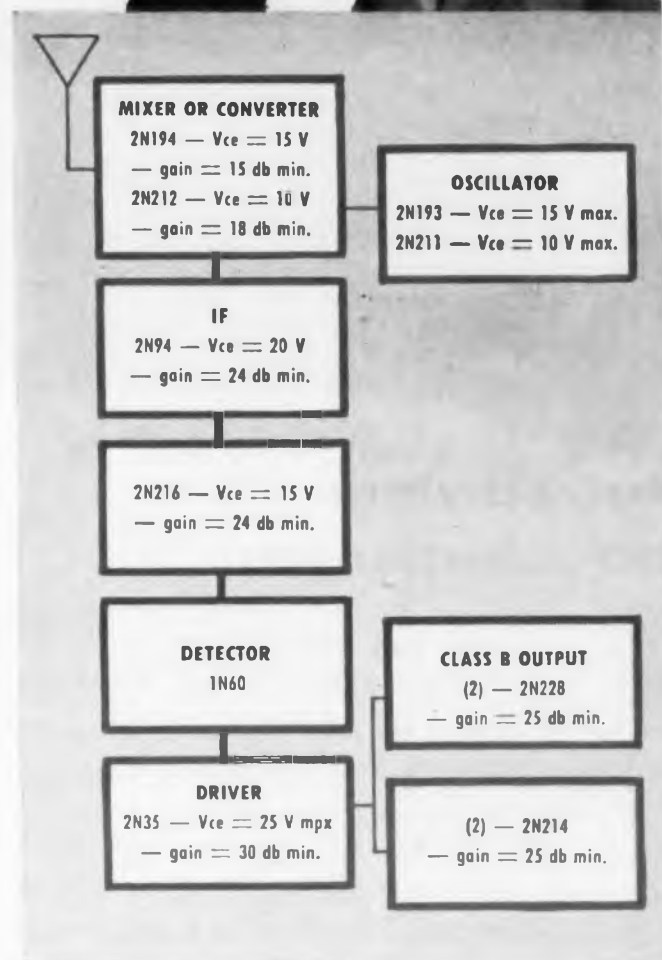 MIXER OR CONVERTER
2N194 — Vce = 15 V
— gain = 15 db min.
2N212 — Vce = 10 V
— gain = 18 db min.
OSCILLATOR
2N193 — Vce = 15 V max.
2N213 — Vce = 10 V max.
IF
2N94 — Vce = 20 V
— gain = 24 db min.
2N216 — Vce = 15 V
— gain = 24 db min.
DETECTOR
1N60
CLASS B OUTPUT
(2) — 2N228
— gain = 25 db min.
DRIVER
2N35 — Vce = 25 V mpx
— gain = 30 db min.
(2) — 2N214
— gain = 25 db min.